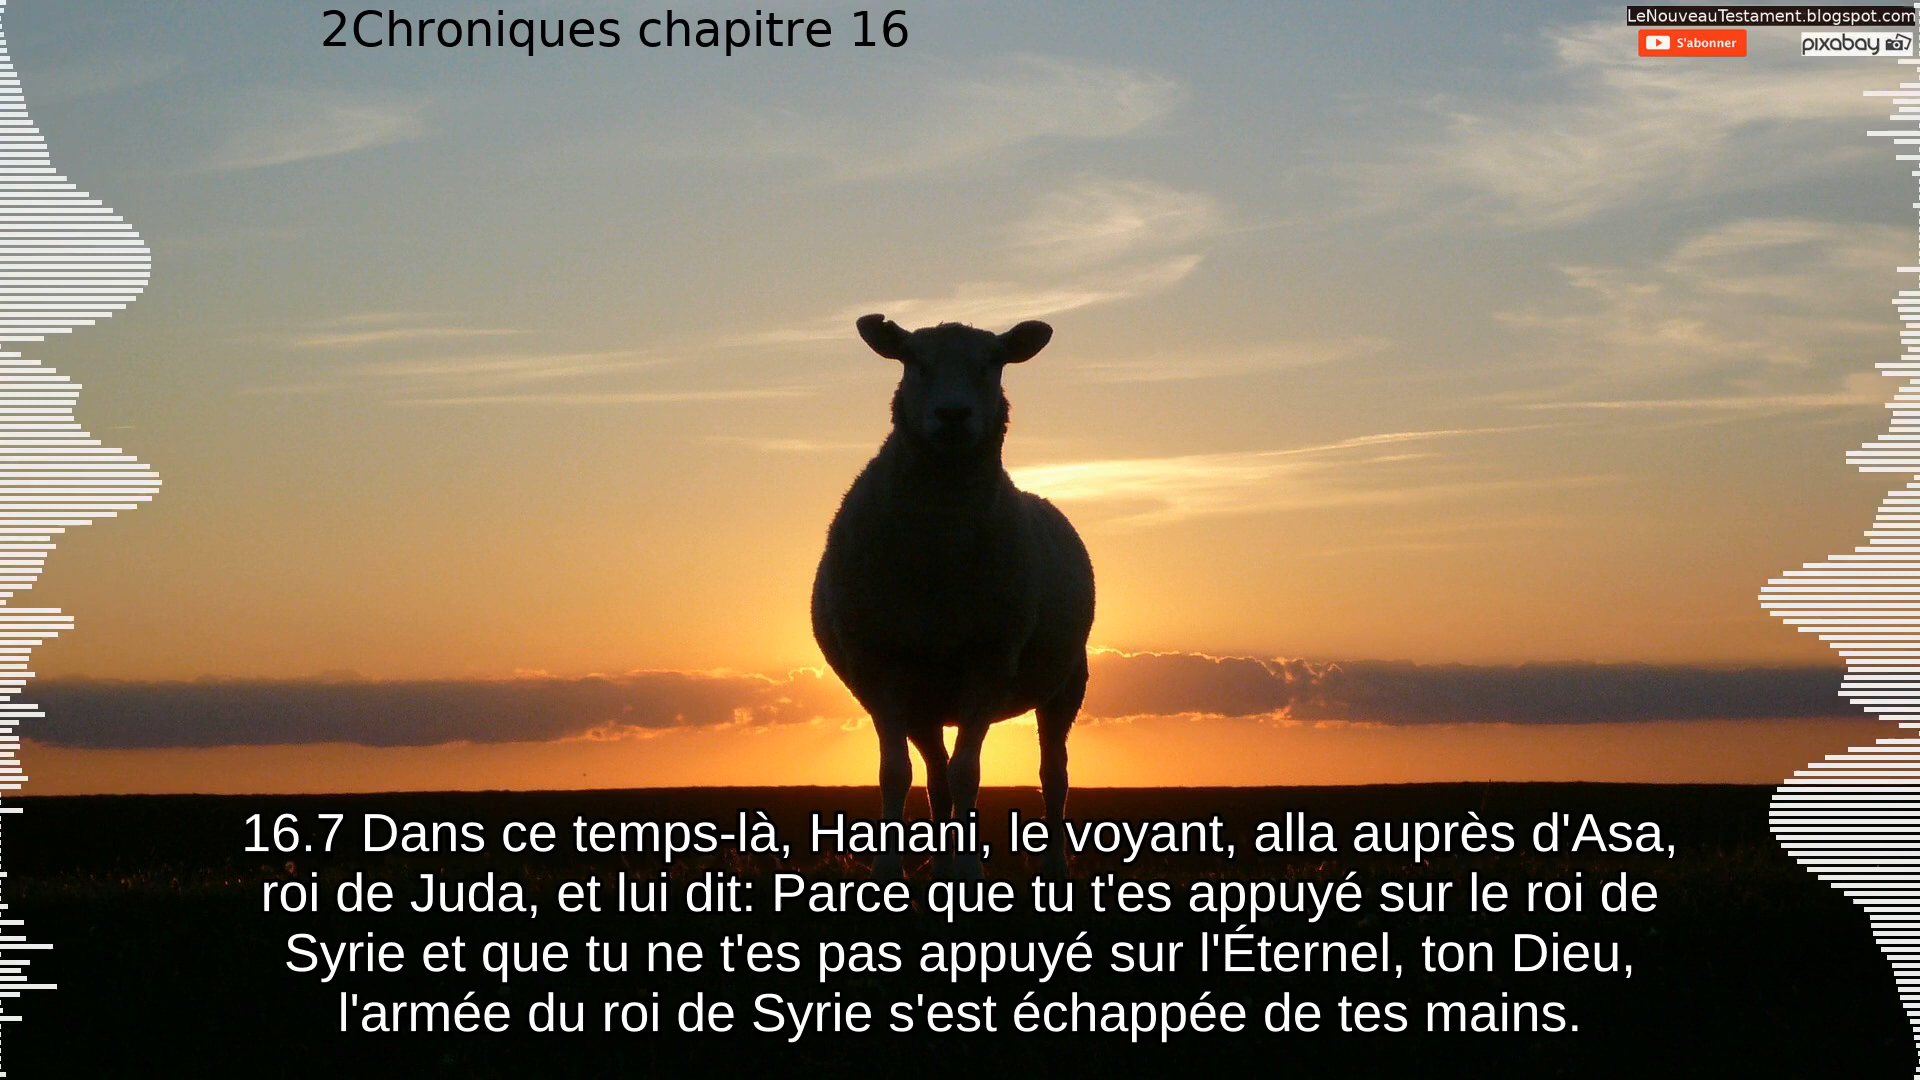 2Chroniques chapitre 16
LeNouveauTestament.blogspot.com
S'abonner
pixabay
16.7 Dans ce temps-là, Hanani, le voyant, alla auprès d'Asa,
roi de Juda, et lui dit: Parce que tu t'es appuyé sur le roi de
Syrie et que tu ne t'es pas appuyé sur l'Éternel, ton Dieu,
l'armée du roi de Syrie s'est échappée de tes mains.